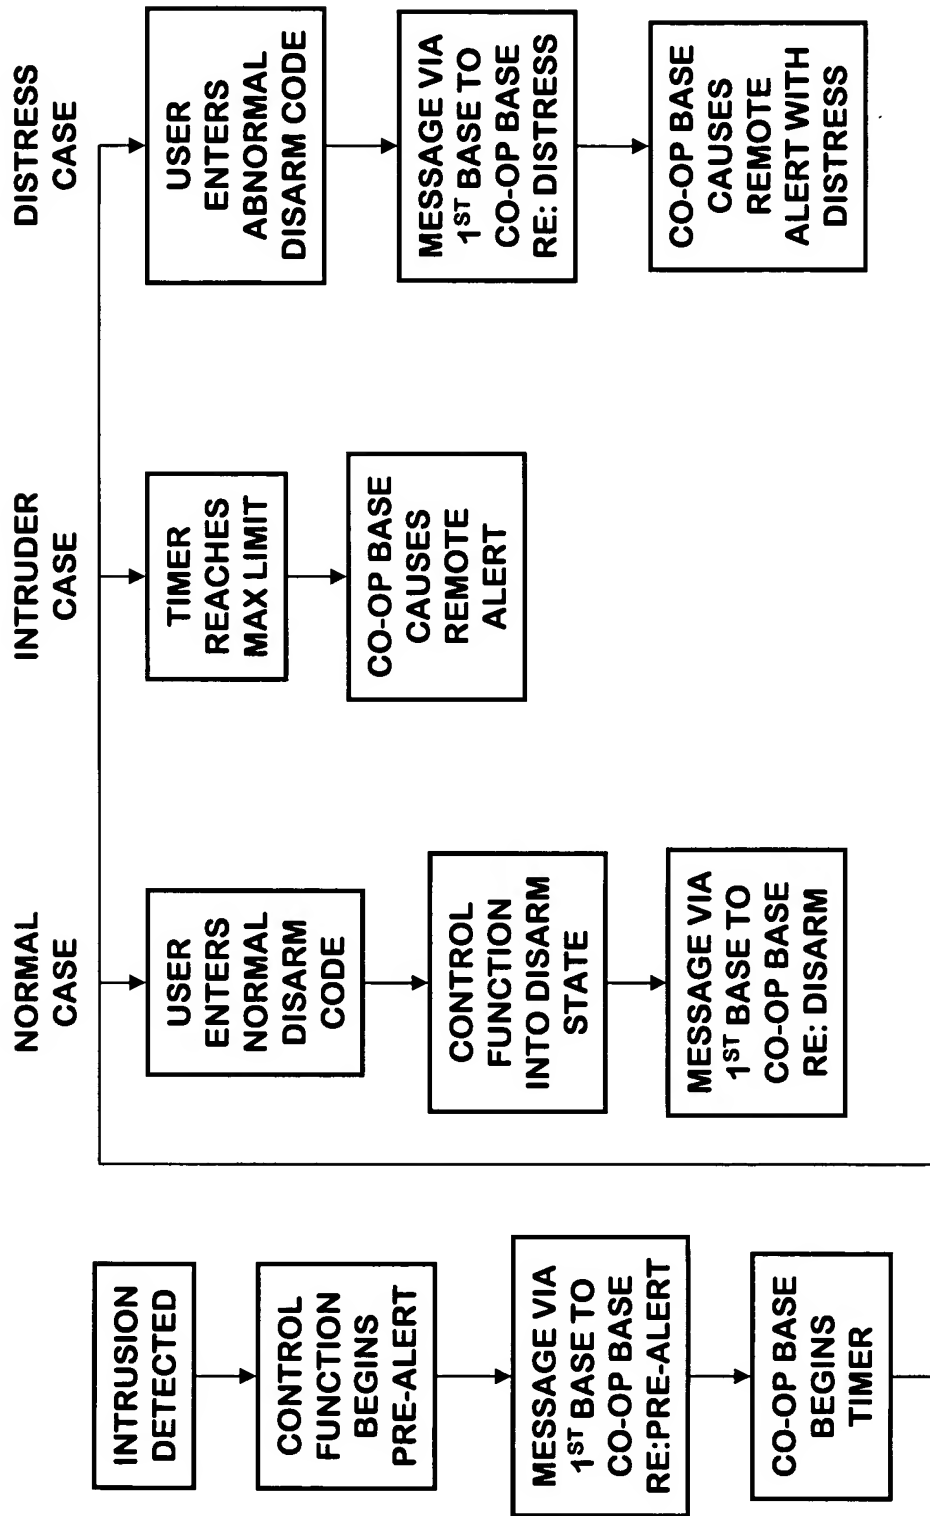 INTRUSION
DETECTED
CONTROL
FUNCTION
BEGINS
PRE-ALERT
MESSAGE VIA
1ST BASE TO
CO-OP BASE
RE:PRE-ALERT
CO-OP BASE
BEGINS
TIMER
NORMAL
CASE
USER
ENTERS
NORMAL
DISARM
CODE
CONTROL
FUNCTION
INTO DISARM
STATE
MESSAGE VIA
1ST BASE TO
CO-OP BASE
RE: DISARM
INTRUDER
CASE
TIMER
REACHES
MAX LIMIT
CO-OP BASE
CAUSES
REMOTE
ALERT
DISTRESS
CASE
USER
ENTERS
ABNORMAL
DISARM CODE
MESSAGE VIA
1ST BASE TO
CO-OP BASE
RE: DISTRESS
CO-OP BASE
CAUSES
REMOTE
ALERT WITH
DISTRESS